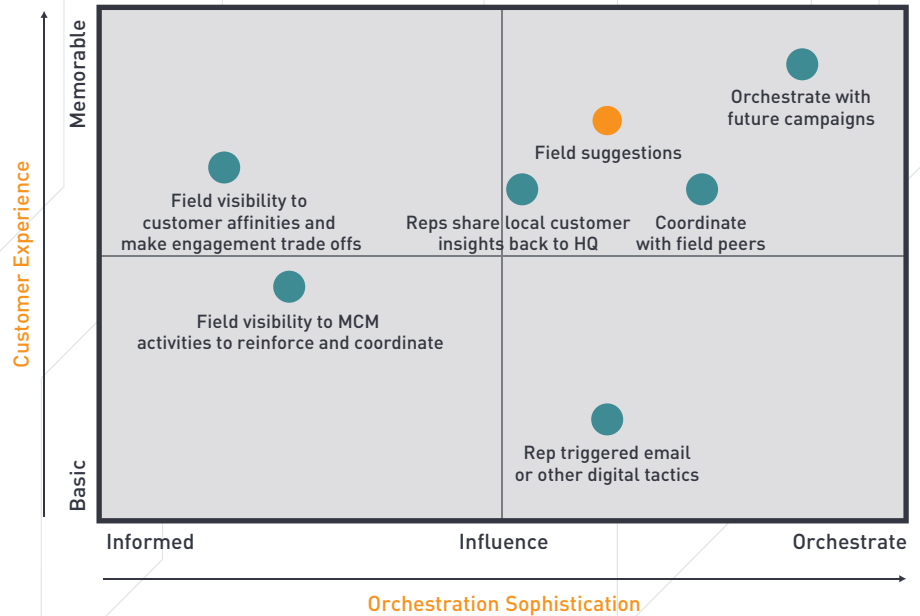 Customer Experience
Memorable
Basic
Orchestrate with
future campaigns
Field suggestions
Field visibility to
customer affinities and
make engagement trade offs
Reps share local customer
insights back to HQ
Coordinate
with field peers
Field visibility to MCM
activities to reinforce and coordinate
Rep triggered email
or other digital tactics
Informed
Influence
Orchestrate
Orchestration Sophistication